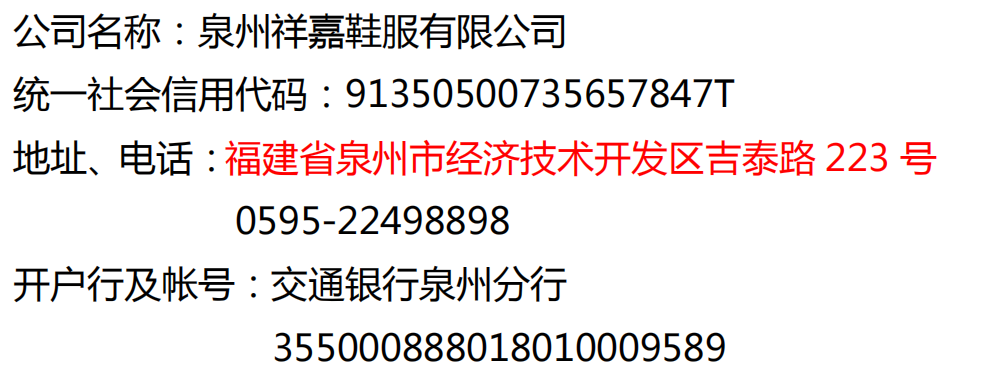 公司名称：泉州祥嘉鞋服有限公司
统一社会信用代码：91350500735657847T
地址、电话：福建省泉州市经济技术开发区吉泰路 223 号
0595-22498898
开户行及帐号：交通银行泉州分行
355000888018010009589